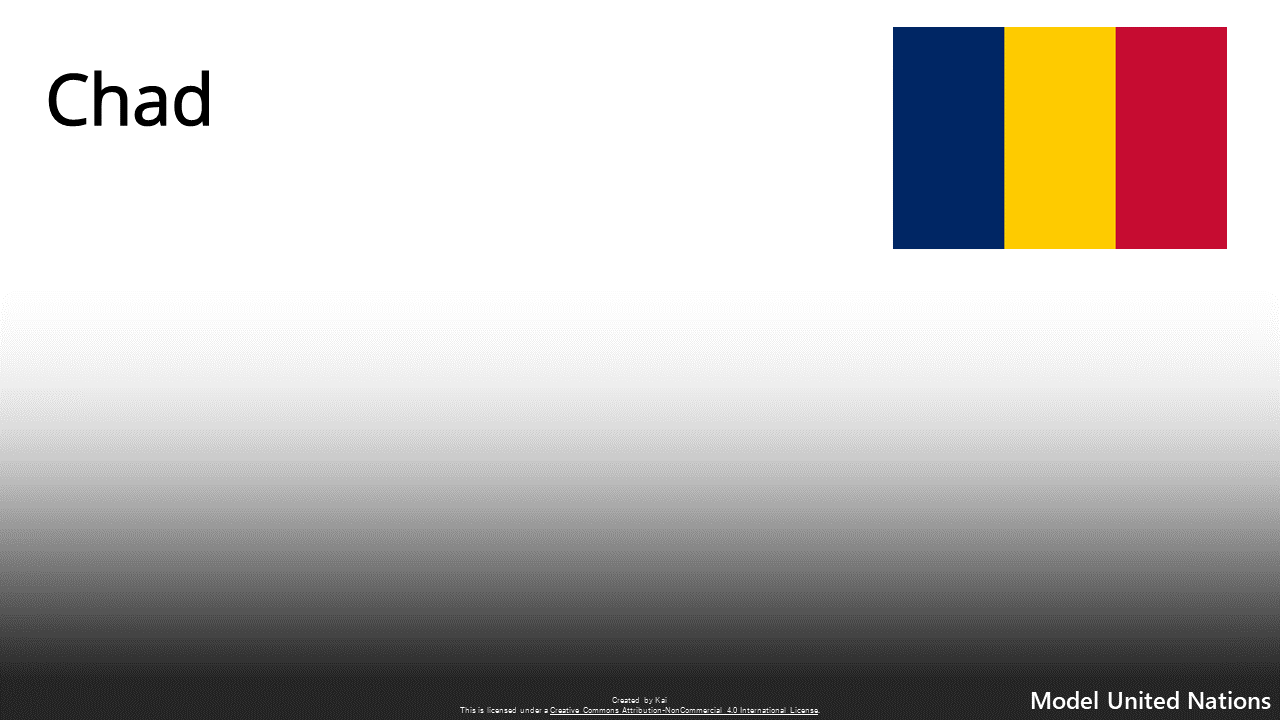 Chad
Created by Kai
This is licensed under a Creative Commons Attribution-NonCommercial 4.0 International License.
Model United Nations